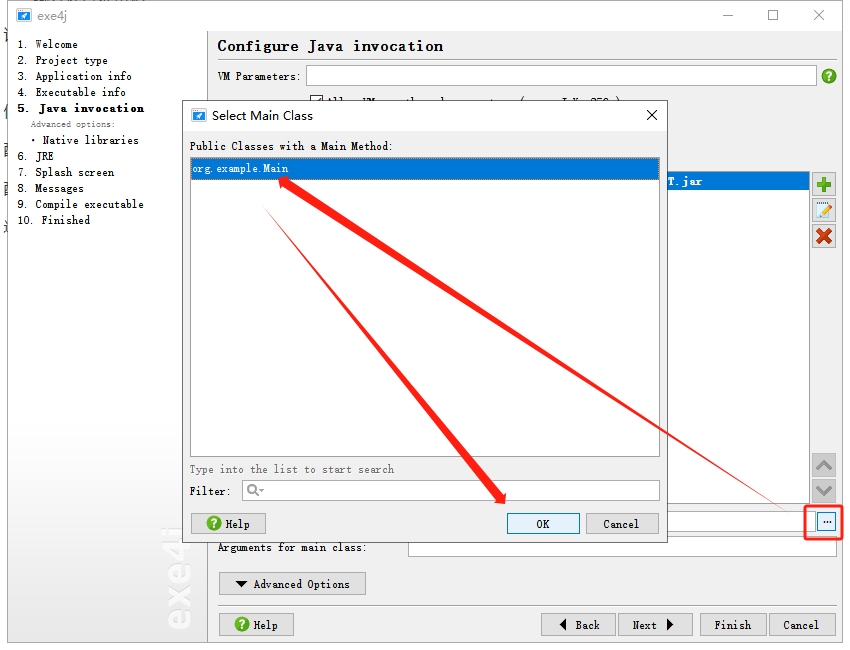 exe4j
1. Welcome
2. Project type
3. Application info
4. Executable info
5. Java invocation
Advanced options:
• Native libraries
6. JRE
7. Splash screen
8. Messages
9. Compile executable
10. Finished
exe4j
Configure Java invocation
VM Parameters:
Select Main Class
Public Classes with a Main Method:
org.example.Main
T.jar
Type into the list to start search
Filter:
Help
OK
Cancel
...
Arguments for main class:
Advanced Options
Help
Back
Next
Finish
Cancel